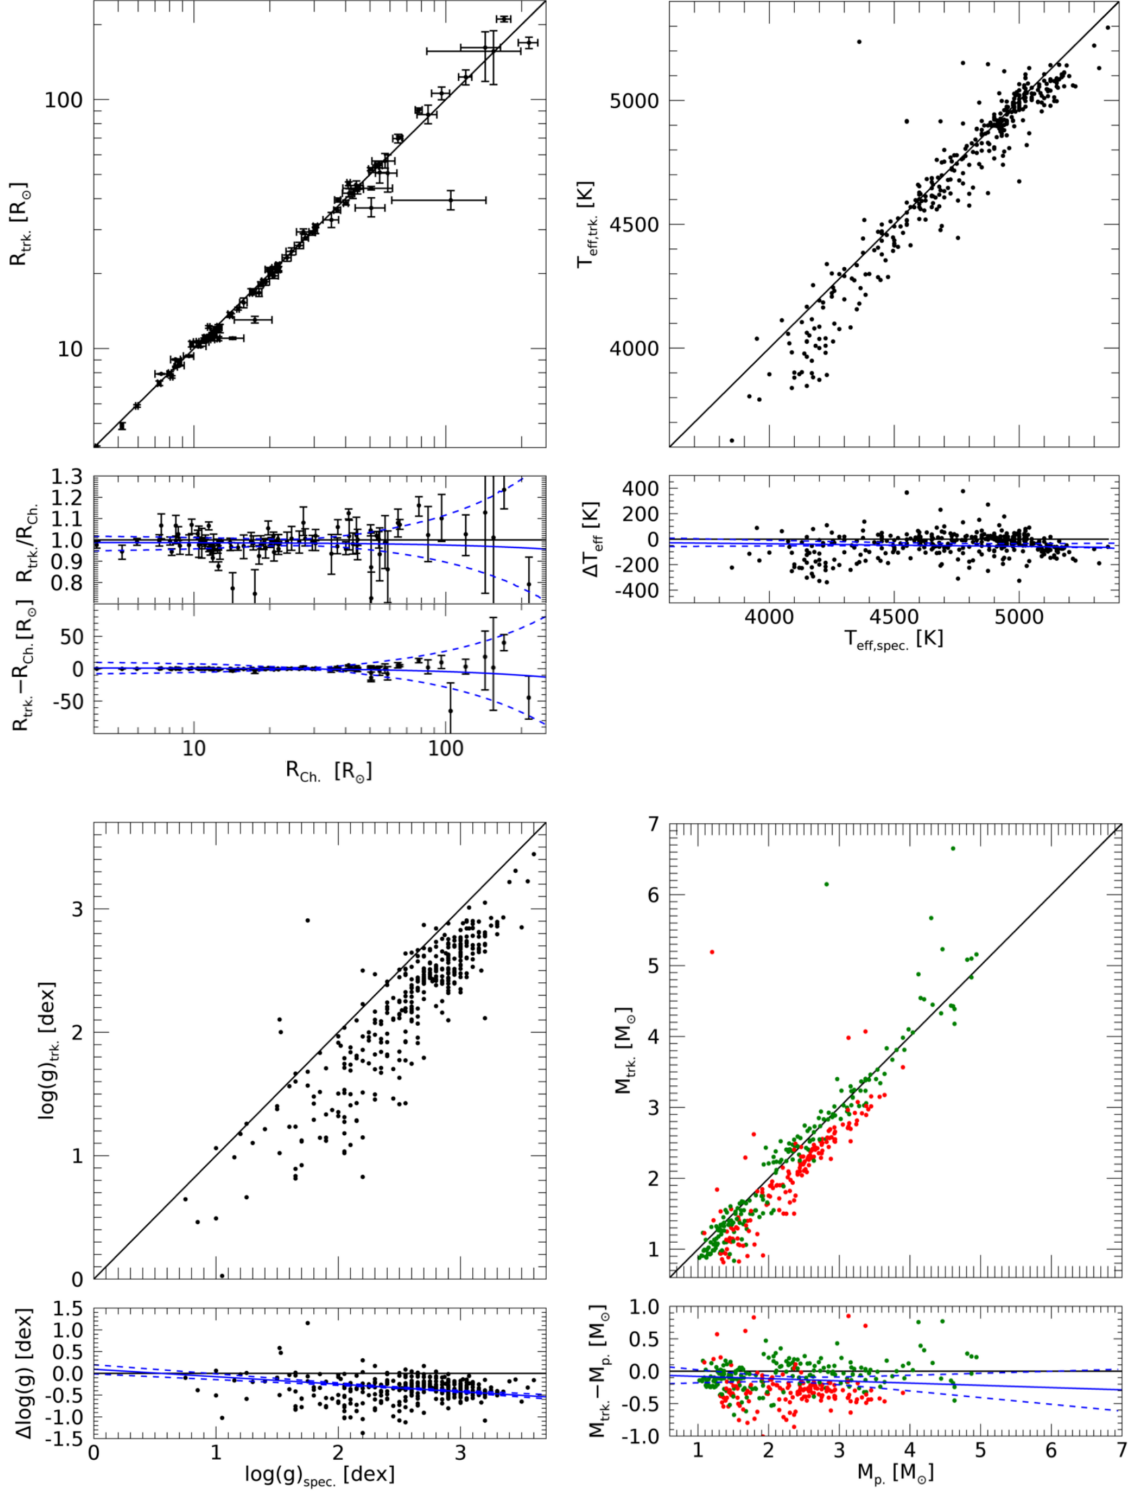 100
10
R_trk. [R_⊙]
5000
4500
4000
T_eff,trk. [K]
1.3
1.2
1.1
1.0
0.9
0.8
R_trk./R_Ch.
50
0
-50
R_trk.−R_Ch.[R_⊙]
10 100
R_Ch. [R_⊙]
400
200
0
-200
-400
ΔT_eff [K]
4000 4500 5000
T_eff,spec. [K]
3
2
1
0
log(g)_trk. [dex]
7
6
5
4
3
2
1
M_trk. [M_⊙]
1.5
1.0
0.5
0.0
-0.5
-1.0
-1.5
Δlog(g) [dex]
0 1 2 3
log(g)_spec. [dex]
1.0
0.5
0.0
-0.5
-1.0
M_trk.−M_p. [M_⊙]
1 2 3 4 5 6 7
M_p. [M_⊙]